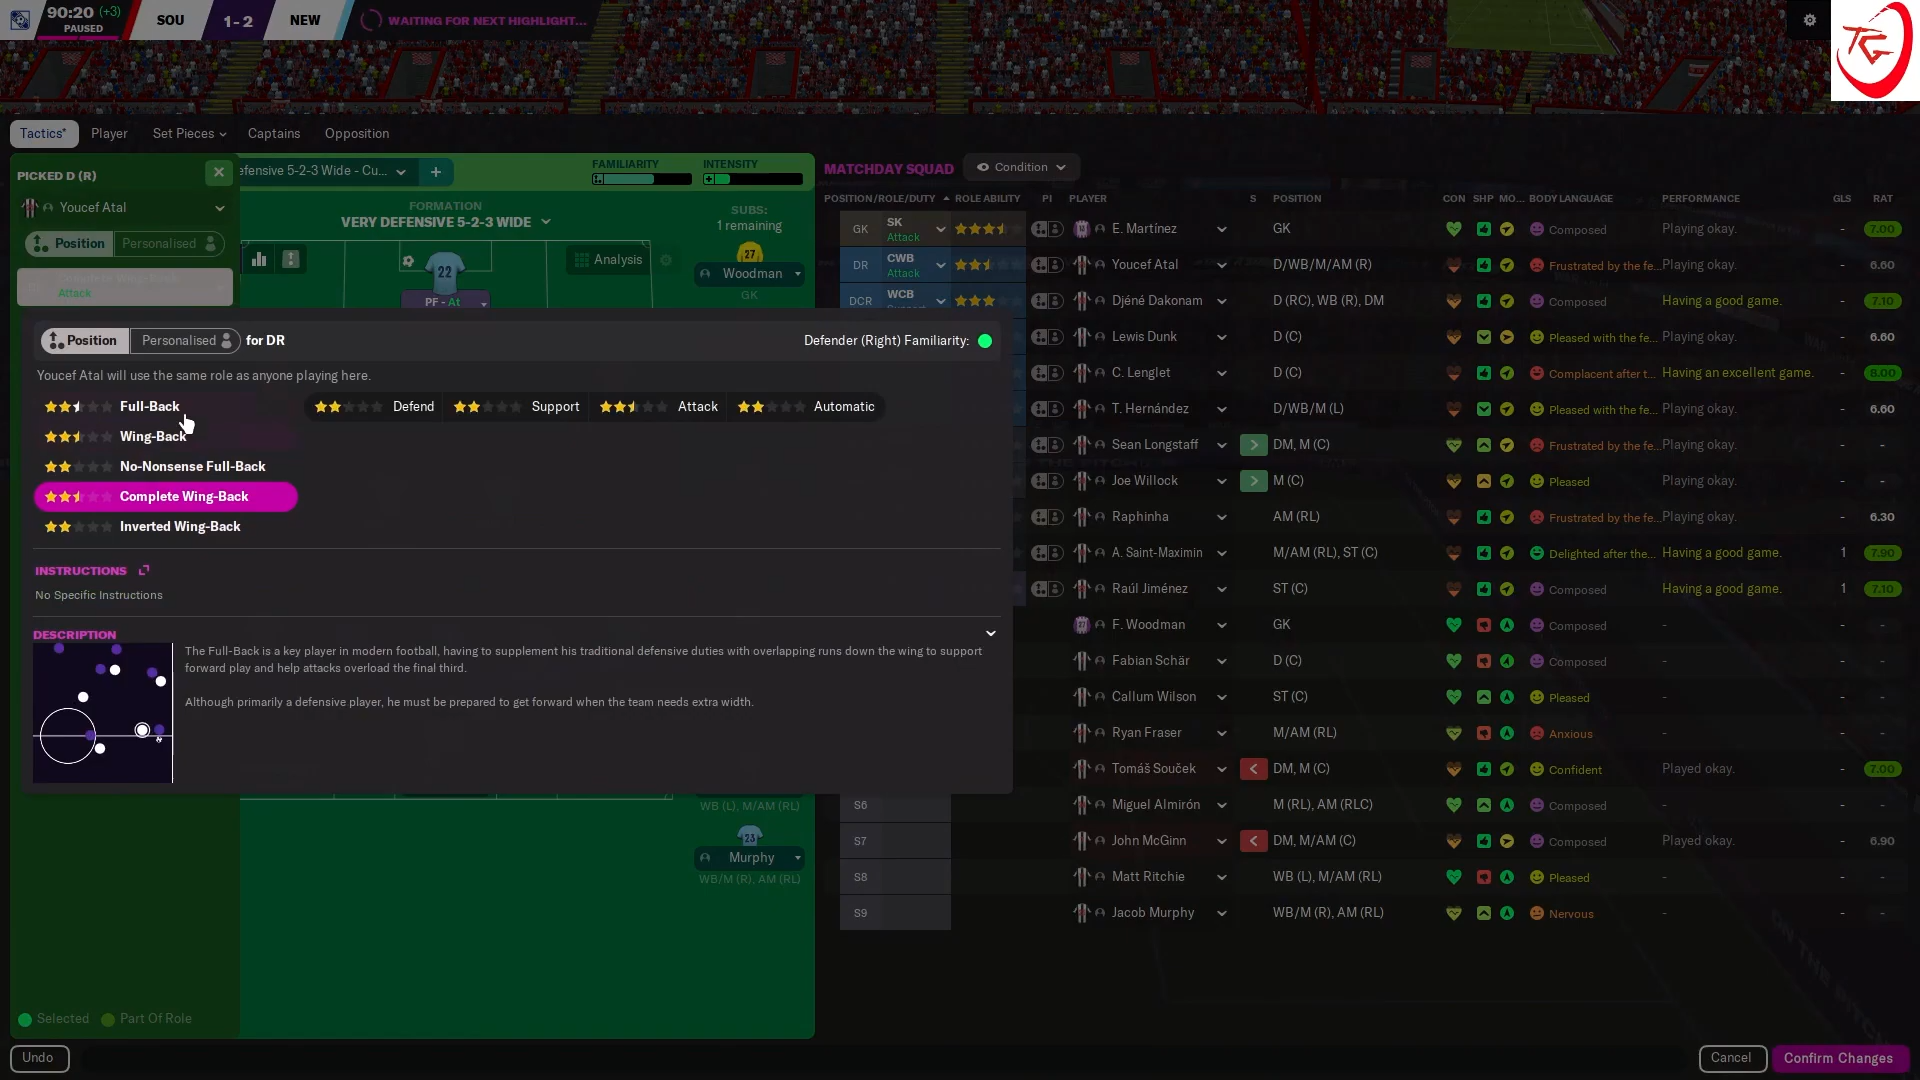 90:20 (+3) PAUSED SOU 1 - 2 NEW WAITING FOR NEXT HIGHLIGHT...
TG
Tactics* Player Set Pieces Captains Opposition
PICKED D (R)
Youcef Atal
Position Personalised
Attack
efensive 5-2-3 Wide - Cu... + FAMILIARITY INTENSITY
FORMATION
VERY DEFENSIVE 5-2-3 WIDE
SUBS:
1 remaining
Analysis
22
PF - At
27
Woodman
GK
Position Personalised for DR Defender (Right) Familiarity:
Youcef Atal will use the same role as anyone playing here.
Full-Back Defend Support Attack Automatic
Wing-Back
No-Nonsense Full-Back
Complete Wing-Back
Inverted Wing-Back
INSTRUCTIONS
No Specific Instructions
DESCRIPTION
The Full-Back is a key player in modern football, having to supplement his traditional defensive duties with overlapping runs down the wing to support
forward play and help attacks overload the final third.
Although primarily a defensive player, he must be prepared to get forward when the team needs extra width.
WB (L), M/AM (RL)
23
Murphy
WB/M (R), AM (RL)
Selected Part Of Role
MATCHDAY SQUAD Condition
POSITION/ROLE/DUTY ROLE ABILITY PI PLAYER S POSITION CON SHP MO... BODY LANGUAGE PERFORMANCE GLS RAT
GK SK Attack E. Martínez GK Composed Playing okay. - 7.00
DR CWB Attack Youcef Atal D/WB/M/AM (R) Frustrated by the fe... Playing okay. - 6.60
DCR WCB Djéné Dakonam D (RC), WB (R), DM Composed Having a good game. - 7.10
Lewis Dunk D (C) Pleased with the fe... Playing okay. - 6.60
C. Lenglet D (C) Complacent after t... Having an excellent game. - 8.00
T. Hernández D/WB/M (L) Pleased with the fe... Playing okay. - 6.60
Sean Longstaff > DM, M (C) Frustrated by the fe... Playing okay. - -
Joe Willock > M (C) Pleased Playing okay. - -
Raphinha AM (RL) Frustrated by the fe... Playing okay. - 6.30
A. Saint-Maximin M/AM (RL), ST (C) Delighted after the... Having a good game. 1 7.90
Raúl Jiménez ST (C) Composed Having a good game. 1 7.10
F. Woodman GK Composed - - -
Fabian Schär D (C) Composed - - -
Callum Wilson ST (C) Pleased - - -
Ryan Fraser M/AM (RL) Anxious - - -
Tomáš Souček < DM, M (C) Confident Played okay. - 7.00
S6 Miguel Almirón M (RL), AM (RLC) Composed - - -
S7 John McGinn < DM, M/AM (C) Composed Played okay. - 6.90
S8 Matt Ritchie WB (L), M/AM (RL) Pleased - - -
S9 Jacob Murphy WB/M (R), AM (RL) Nervous - - -
Undo Cancel Confirm Changes